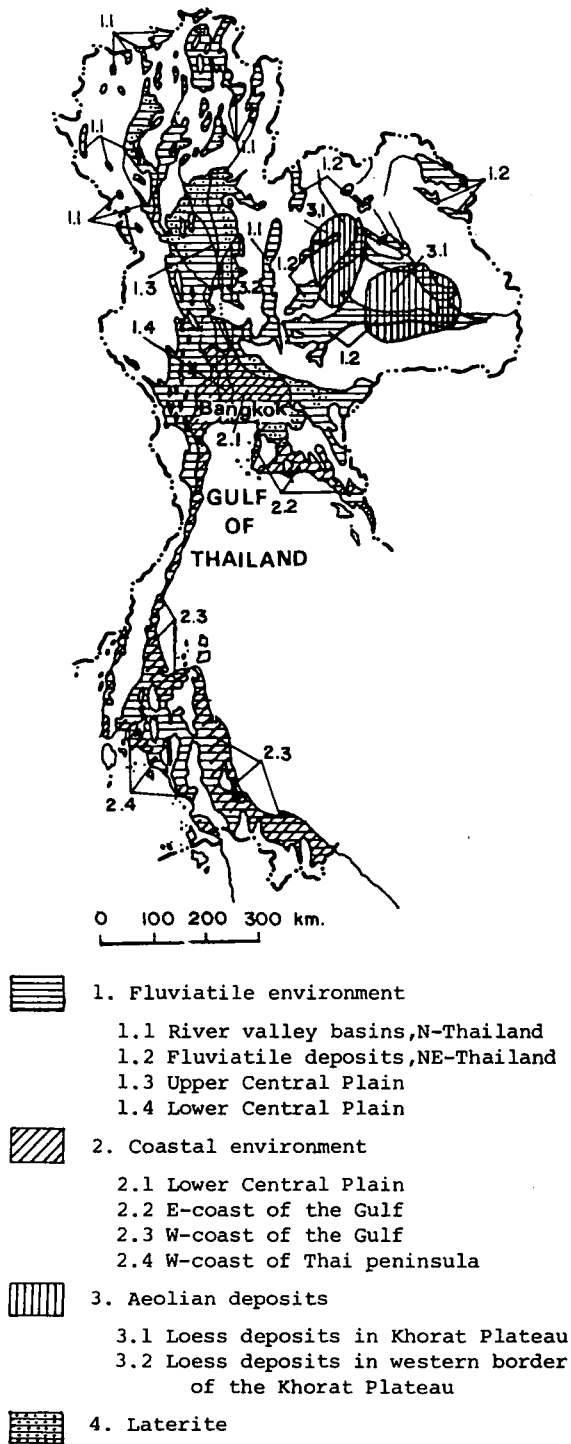 1.1
1.1
1.1
1.1
1.1
1.2
1.2
3.1
1.1
3.1
1.2
1.3
3.2
1.4
1.2
Bangkok
2.1
2.2
GULF
OF
THAILAND
2.3
2.3
2.4
0 100 200 300 km.
1. Fluviatile environment
1.1 River valley basins,N-Thailand
1.2 Fluviatile deposits,NE-Thailand
1.3 Upper Central Plain
1.4 Lower Central Plain
2. Coastal environment
2.1 Lower Central Plain
2.2 E-coast of the Gulf
2.3 W-coast of the Gulf
2.4 W-coast of Thai peninsula
3. Aeolian deposits
3.1 Loess deposits in Khorat Plateau
3.2 Loess deposits in western border
of the Khorat Plateau
4. Laterite